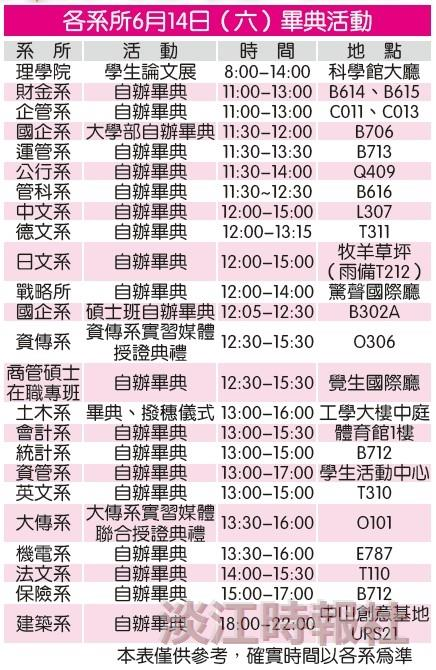 各系所6月14日（六）畢典活動
系所 活動 時間 地點
理學院 學生論文展 8:00-14:00 科學館大廳
財金系 自辦畢典 11:00-13:00 B614、B615
企管系 自辦畢典 11:00-13:00 C011、C013
國企系 大學部自辦畢典 11:30-12:00 B706
運管系 自辦畢典 11:30-13:30 B713
公行系 自辦畢典 11:30-14:00 Q409
管科系 自辦畢典 11:30~12:30 B616
中文系 自辦畢典 12:00-15:00 L307
德文系 自辦畢典 12:00-13:15 T311
日文系 自辦畢典 12:00-15:00 牧羊草坪
（雨備T212）
戰略所 自辦畢典 12:00-14:00 驚聲國際廳
國企系 碩士班自辦畢典 12:05-12:30 B302A
資傳系 資傳系實習媒體
授證典禮 12:30-15:30 O306
商管碩士
在職專班 自辦畢典 12:30-15:30 覺生國際廳
土木系 畢典、撥穗儀式 13:00-16:00 工學大樓中庭
會計系 自辦畢典 13:00-15:30 體育館1樓
統計系 自辦畢典 13:00-15:00 B712
資管系 自辦畢典 13:00-17:00 學生活動中心
英文系 自辦畢典 13:00-15:00 T310
大傳系 大傳系實習媒體
聯合授證典禮 13:30-16:00 O101
機電系 自辦畢典 13:30-16:00 E787
法文系 自辦畢典 14:00-15:30 T110
保險系 自辦畢典 15:00-17:00 B712
建築系 自辦畢典 18:00-22:00 中山創意基地
URS21
淡江時報社
本表僅供參考，確實時間以各系為準